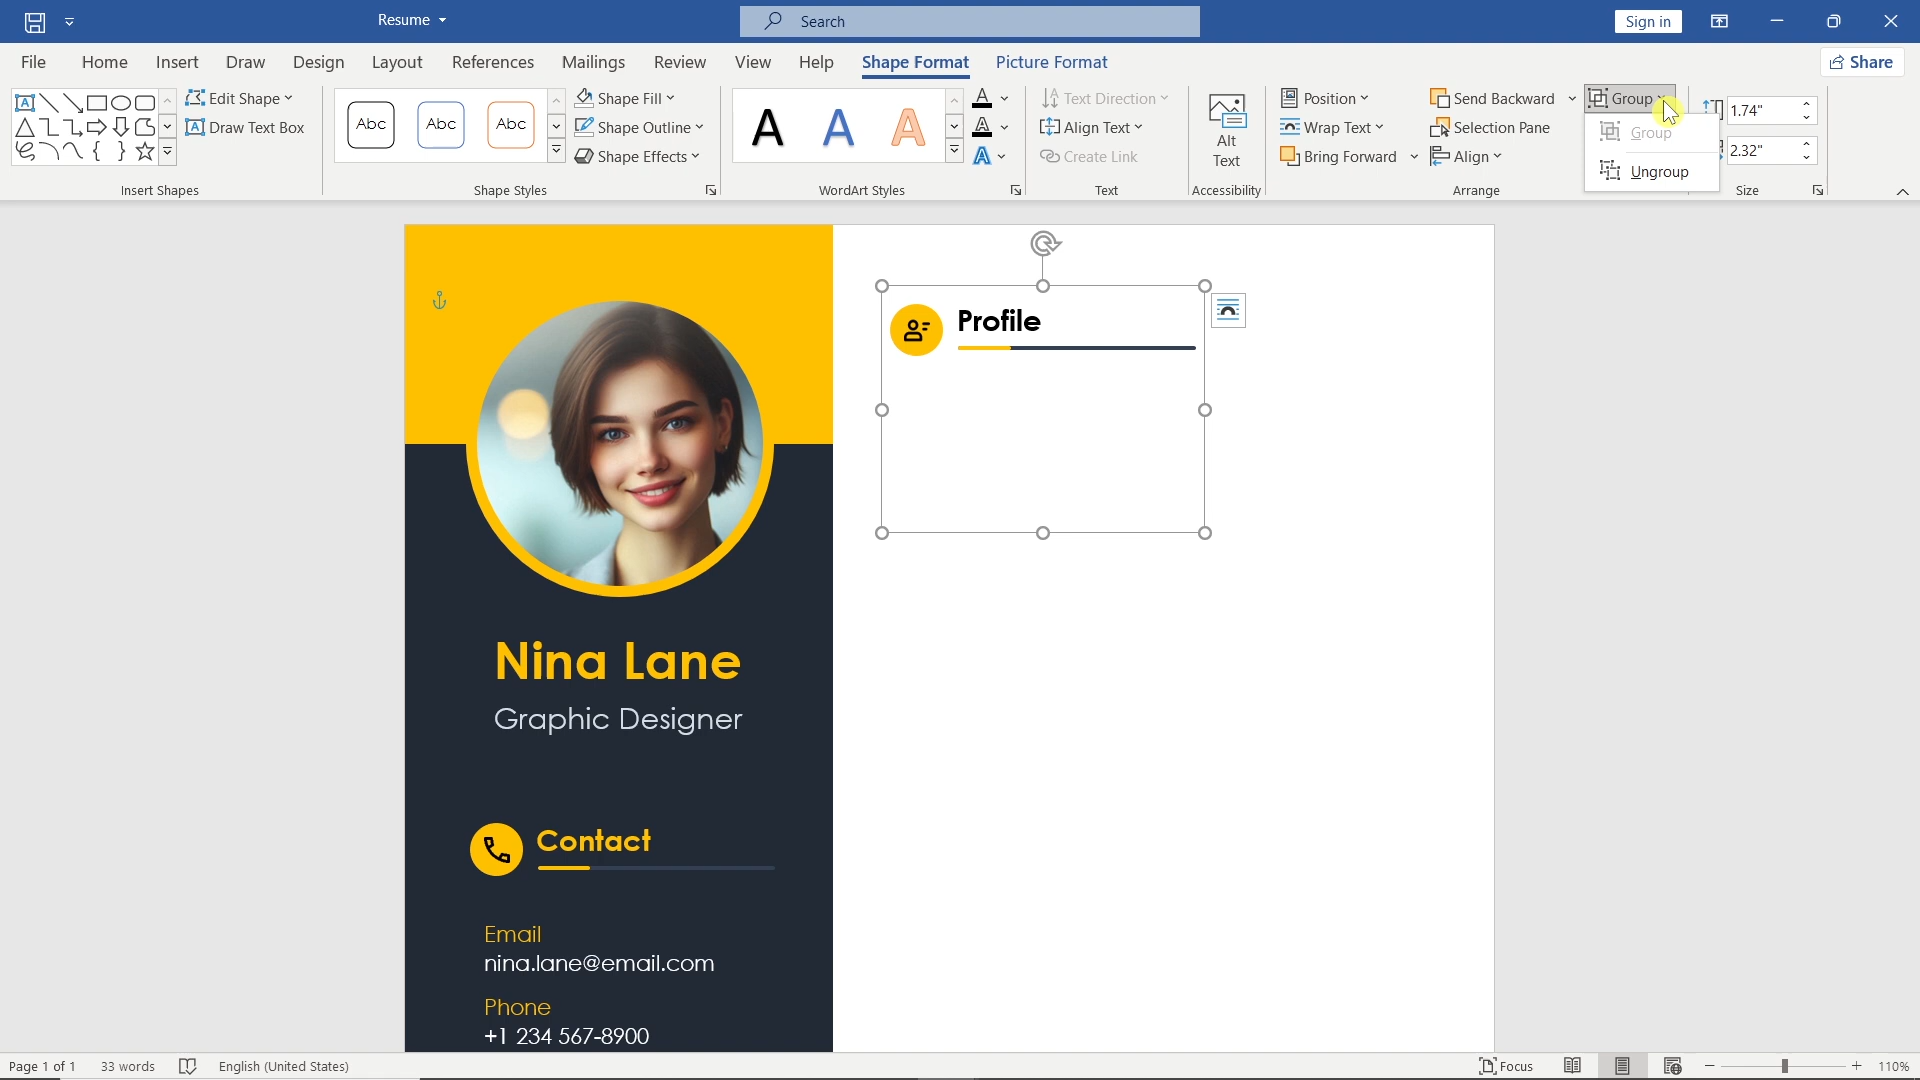 Resume
Search
Sign in
File
Home
Insert
Draw
Design
Layout
References
Mailings
Review
View
Help
Shape Format
Picture Format
Share
Edit Shape
Draw Text Box
Insert Shapes
Abc
Abc
Abc
Shape Fill
Shape Outline
Shape Effects
Shape Styles
A
A
A
A
A
A
WordArt Styles
Text Direction
Align Text
Create Link
Text
Alt
Text
Accessibility
Position
Wrap Text
Bring Forward
Send Backward
Selection Pane
Align
Arrange
Group
Group
Ungroup
1.74"
2.32"
Size
Profile
Nina Lane
Graphic Designer
Contact
Email
nina.lane@email.com
Phone
+1 234 567-8900
Page 1 of 1
33 words
English (United States)
Focus
110%